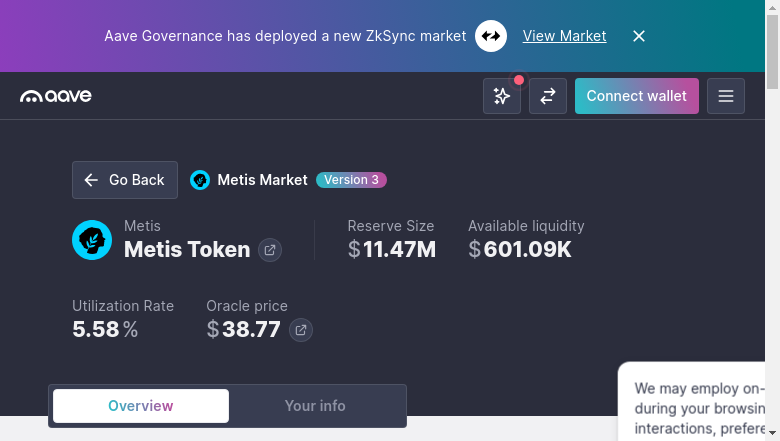 Aave Governance has deployed a new ZkSync market View Market
aave
Connect wallet
Go Back
Metis Market
Version 3
Metis
Metis Token
Reserve Size
$11.47M
Available liquidity
$601.09K
Utilization Rate
5.58%
Oracle price
$38.77
Overview
Your info
We may employ on-
during your browsin
interactions, prefere